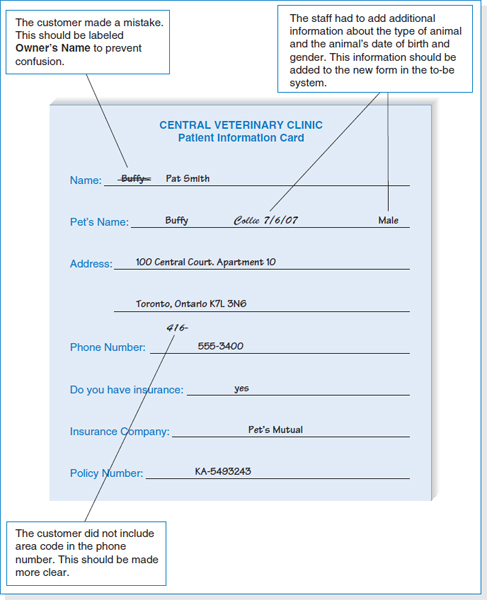 The customer made a mistake.
This should be labeled
Owner's Name to prevent
confusion.
The staff had to add additional
information about the type of animal
and the animal's date of birth and
gender. This information should be
added to the new form in the to-be
system.
CENTRAL VETERINARY CLINIC
Patient Information Card
Name: Buffy Pat Smith
Pet's Name: Buffy Collie 7/6/07 Male
Address: 100 Central Court. Apartment 10
Toronto, Ontario K7L 3N6
416-
Phone Number: 555-3400
Do you have insurance: yes
Insurance Company: Pet's Mutual
Policy Number: KA-5493243
The customer did not include
area code in the phone
number. This should be made
more clear.